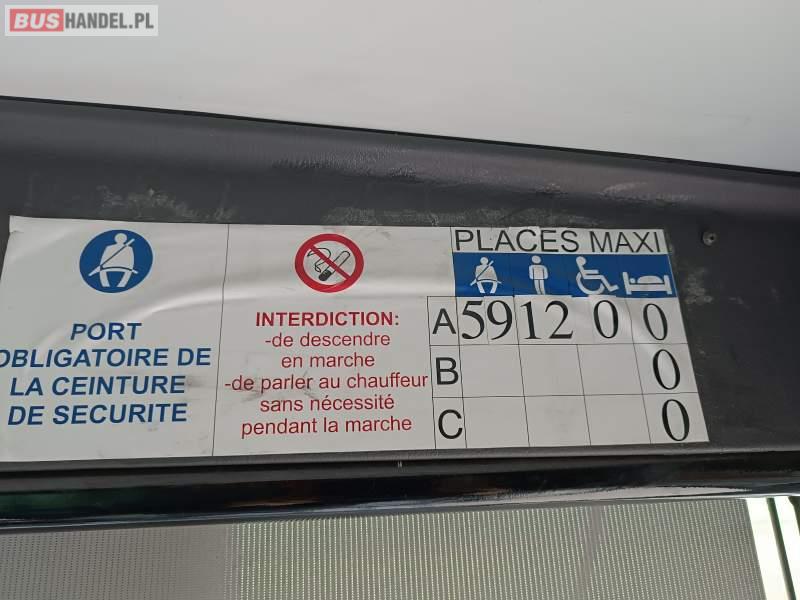 BUSHANDEL.PL
PORT
OBLIGATOIRE DE
LA CEINTURE
DE SECURITE
INTERDICTION:
-de descendre
en marche
-de parler au chauffeur
sans nécessité
pendant la marche
PLACES MAXI
A 59 12 0 0
B 0
C 0